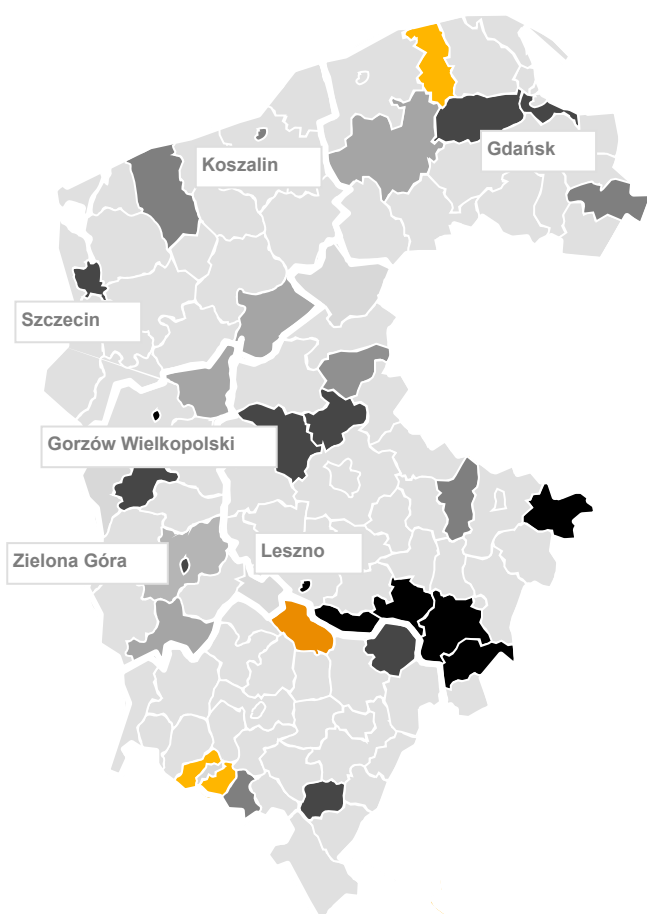 Koszalin
Gdańsk
Szczecin
Gorzów Wielkopolski
Zielona Góra
Leszno